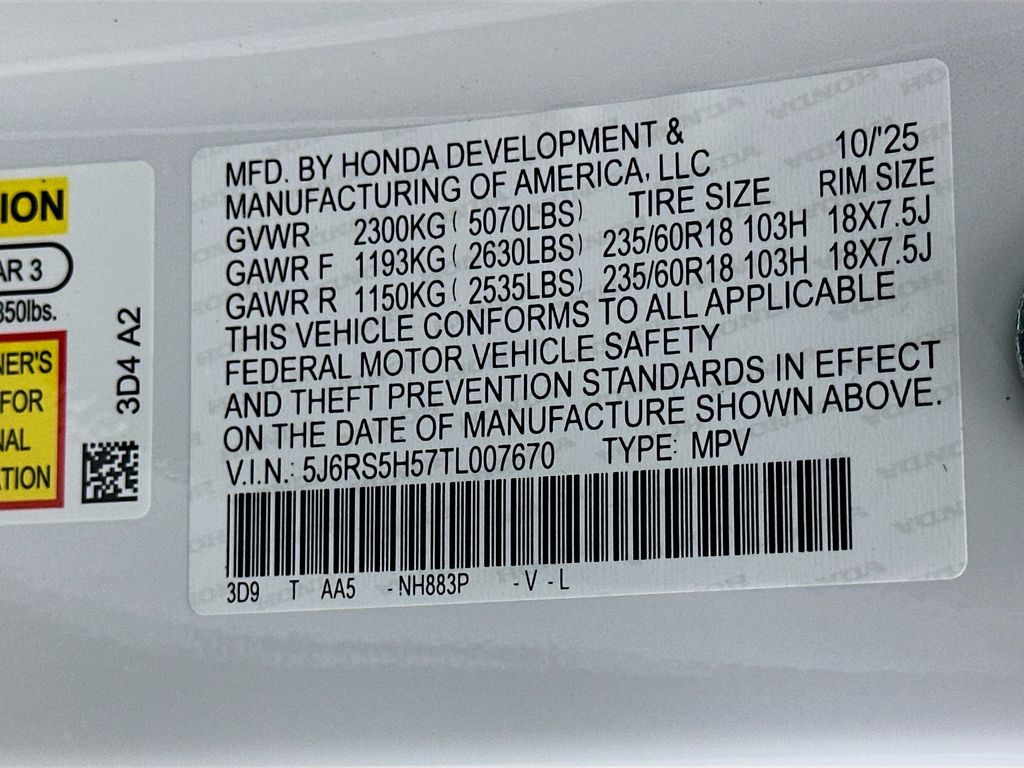 ION
AR 3
350lbs.
NER'S
FOR
NAL
ATION
3D4 A2
MFD. BY HONDA DEVELOPMENT &
MANUFACTURING OF AMERICA, LLC 10/'25
GVWR 2300KG ( 5070LBS) TIRE SIZE RIM SIZE
GAWR F 1193KG ( 2630LBS) 235/60R18 103H 18X7.5J
GAWR R 1150KG ( 2535LBS) 235/60R18 103H 18X7.5J
THIS VEHICLE CONFORMS TO ALL APPLICABLE
FEDERAL MOTOR VEHICLE SAFETY
AND THEFT PREVENTION STANDARDS IN EFFECT
ON THE DATE OF MANUFACTURE SHOWN ABOVE.
V.I.N.: 5J6RS5H57TL007670 TYPE: MPV
3D9 T AA5 - NH883P - V - L